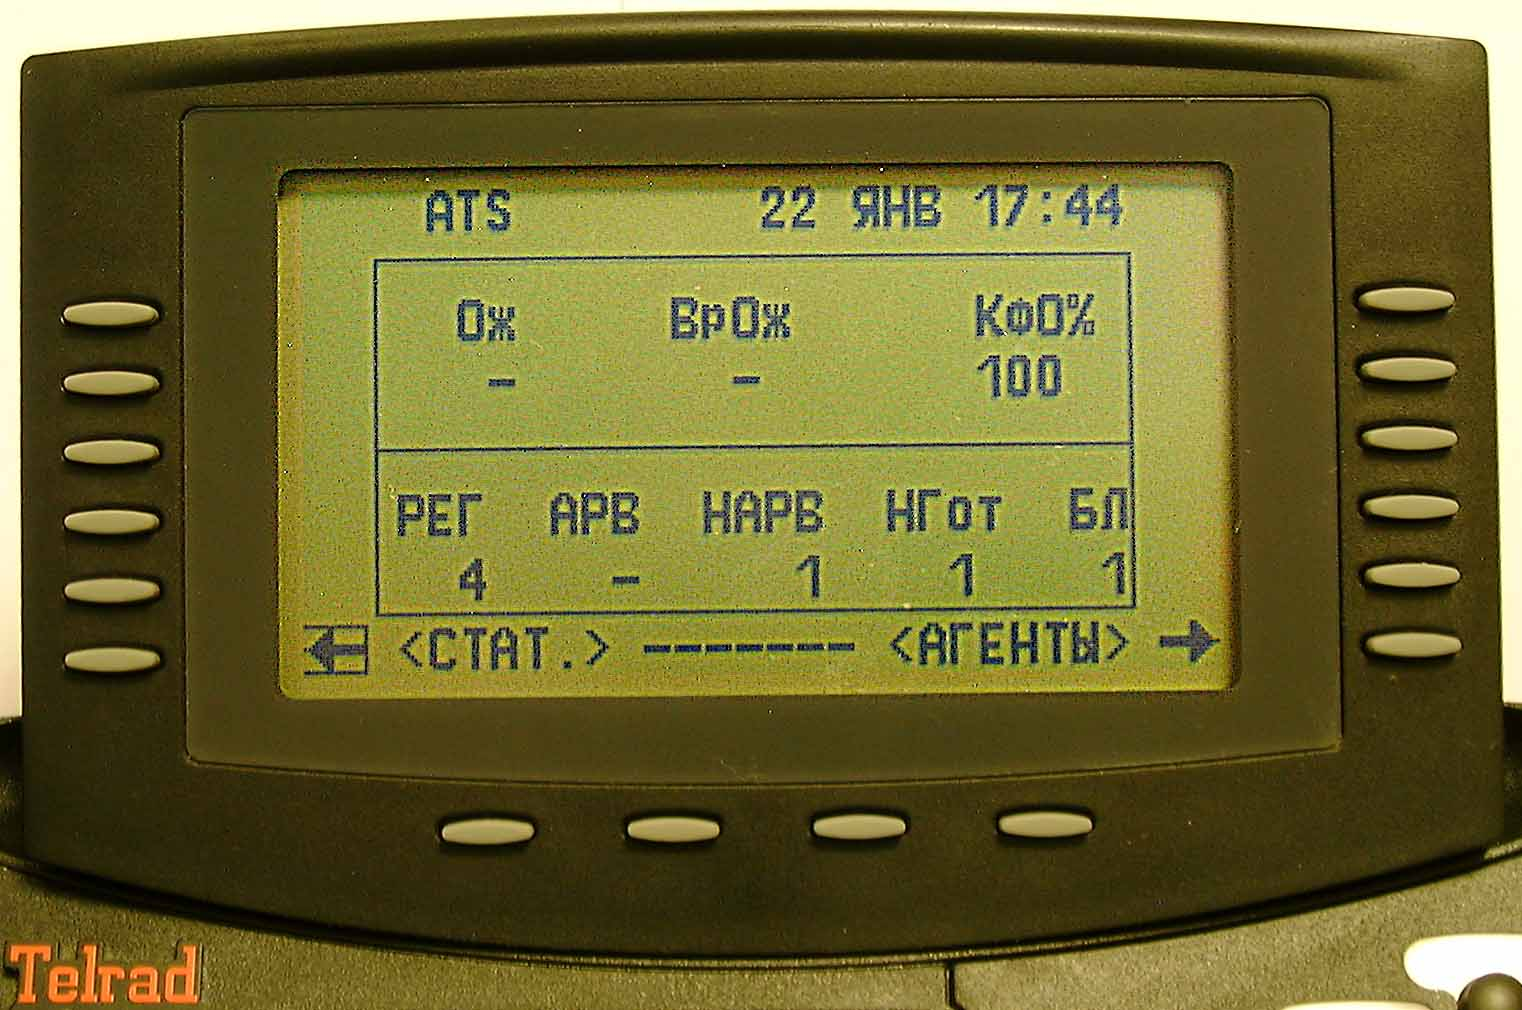 ATS 22 ЯНВ 17:44
Ож ВрОж КфО%
- - 100
РЕГ АРВ НАРВ НГот БЛ
4 - 1 1 1
<СТАТ.> ------- <АГЕНТЫ>
Telrad